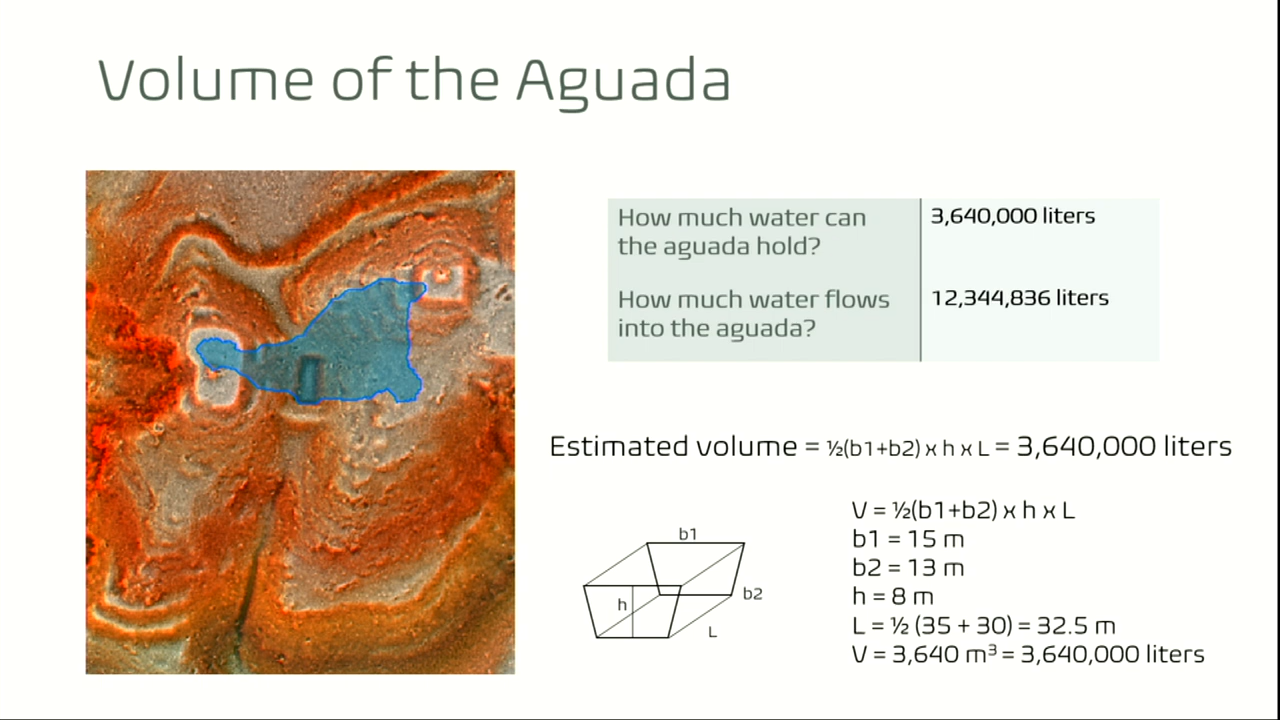 Volume of the Aguada
How much water can
the aguada hold?
3,640,000 liters
How much water flows
into the aguada?
12,344,836 liters
Estimated volume = ½(b1+b2) x h x L = 3,640,000 liters
b1
b2
h
L
V = ½(b1+b2) x h x L
b1 = 15 m
b2 = 13 m
h = 8 m
L = ½ (35 + 30) = 32.5 m
V = 3,640 m³ = 3,640,000 liters